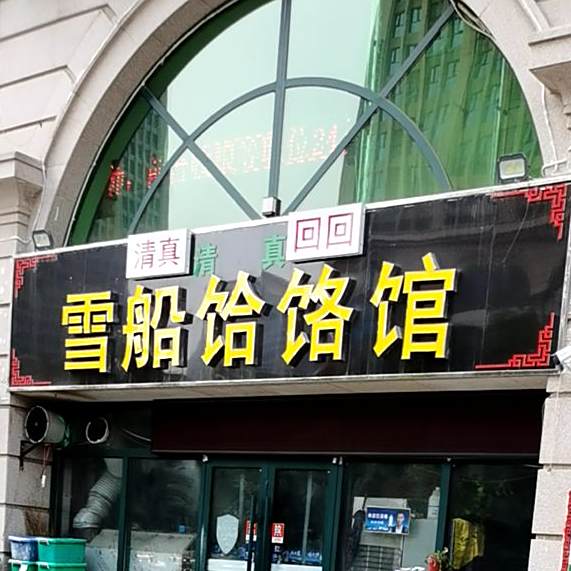 清真 清 真 回回
雪船饸饹馆